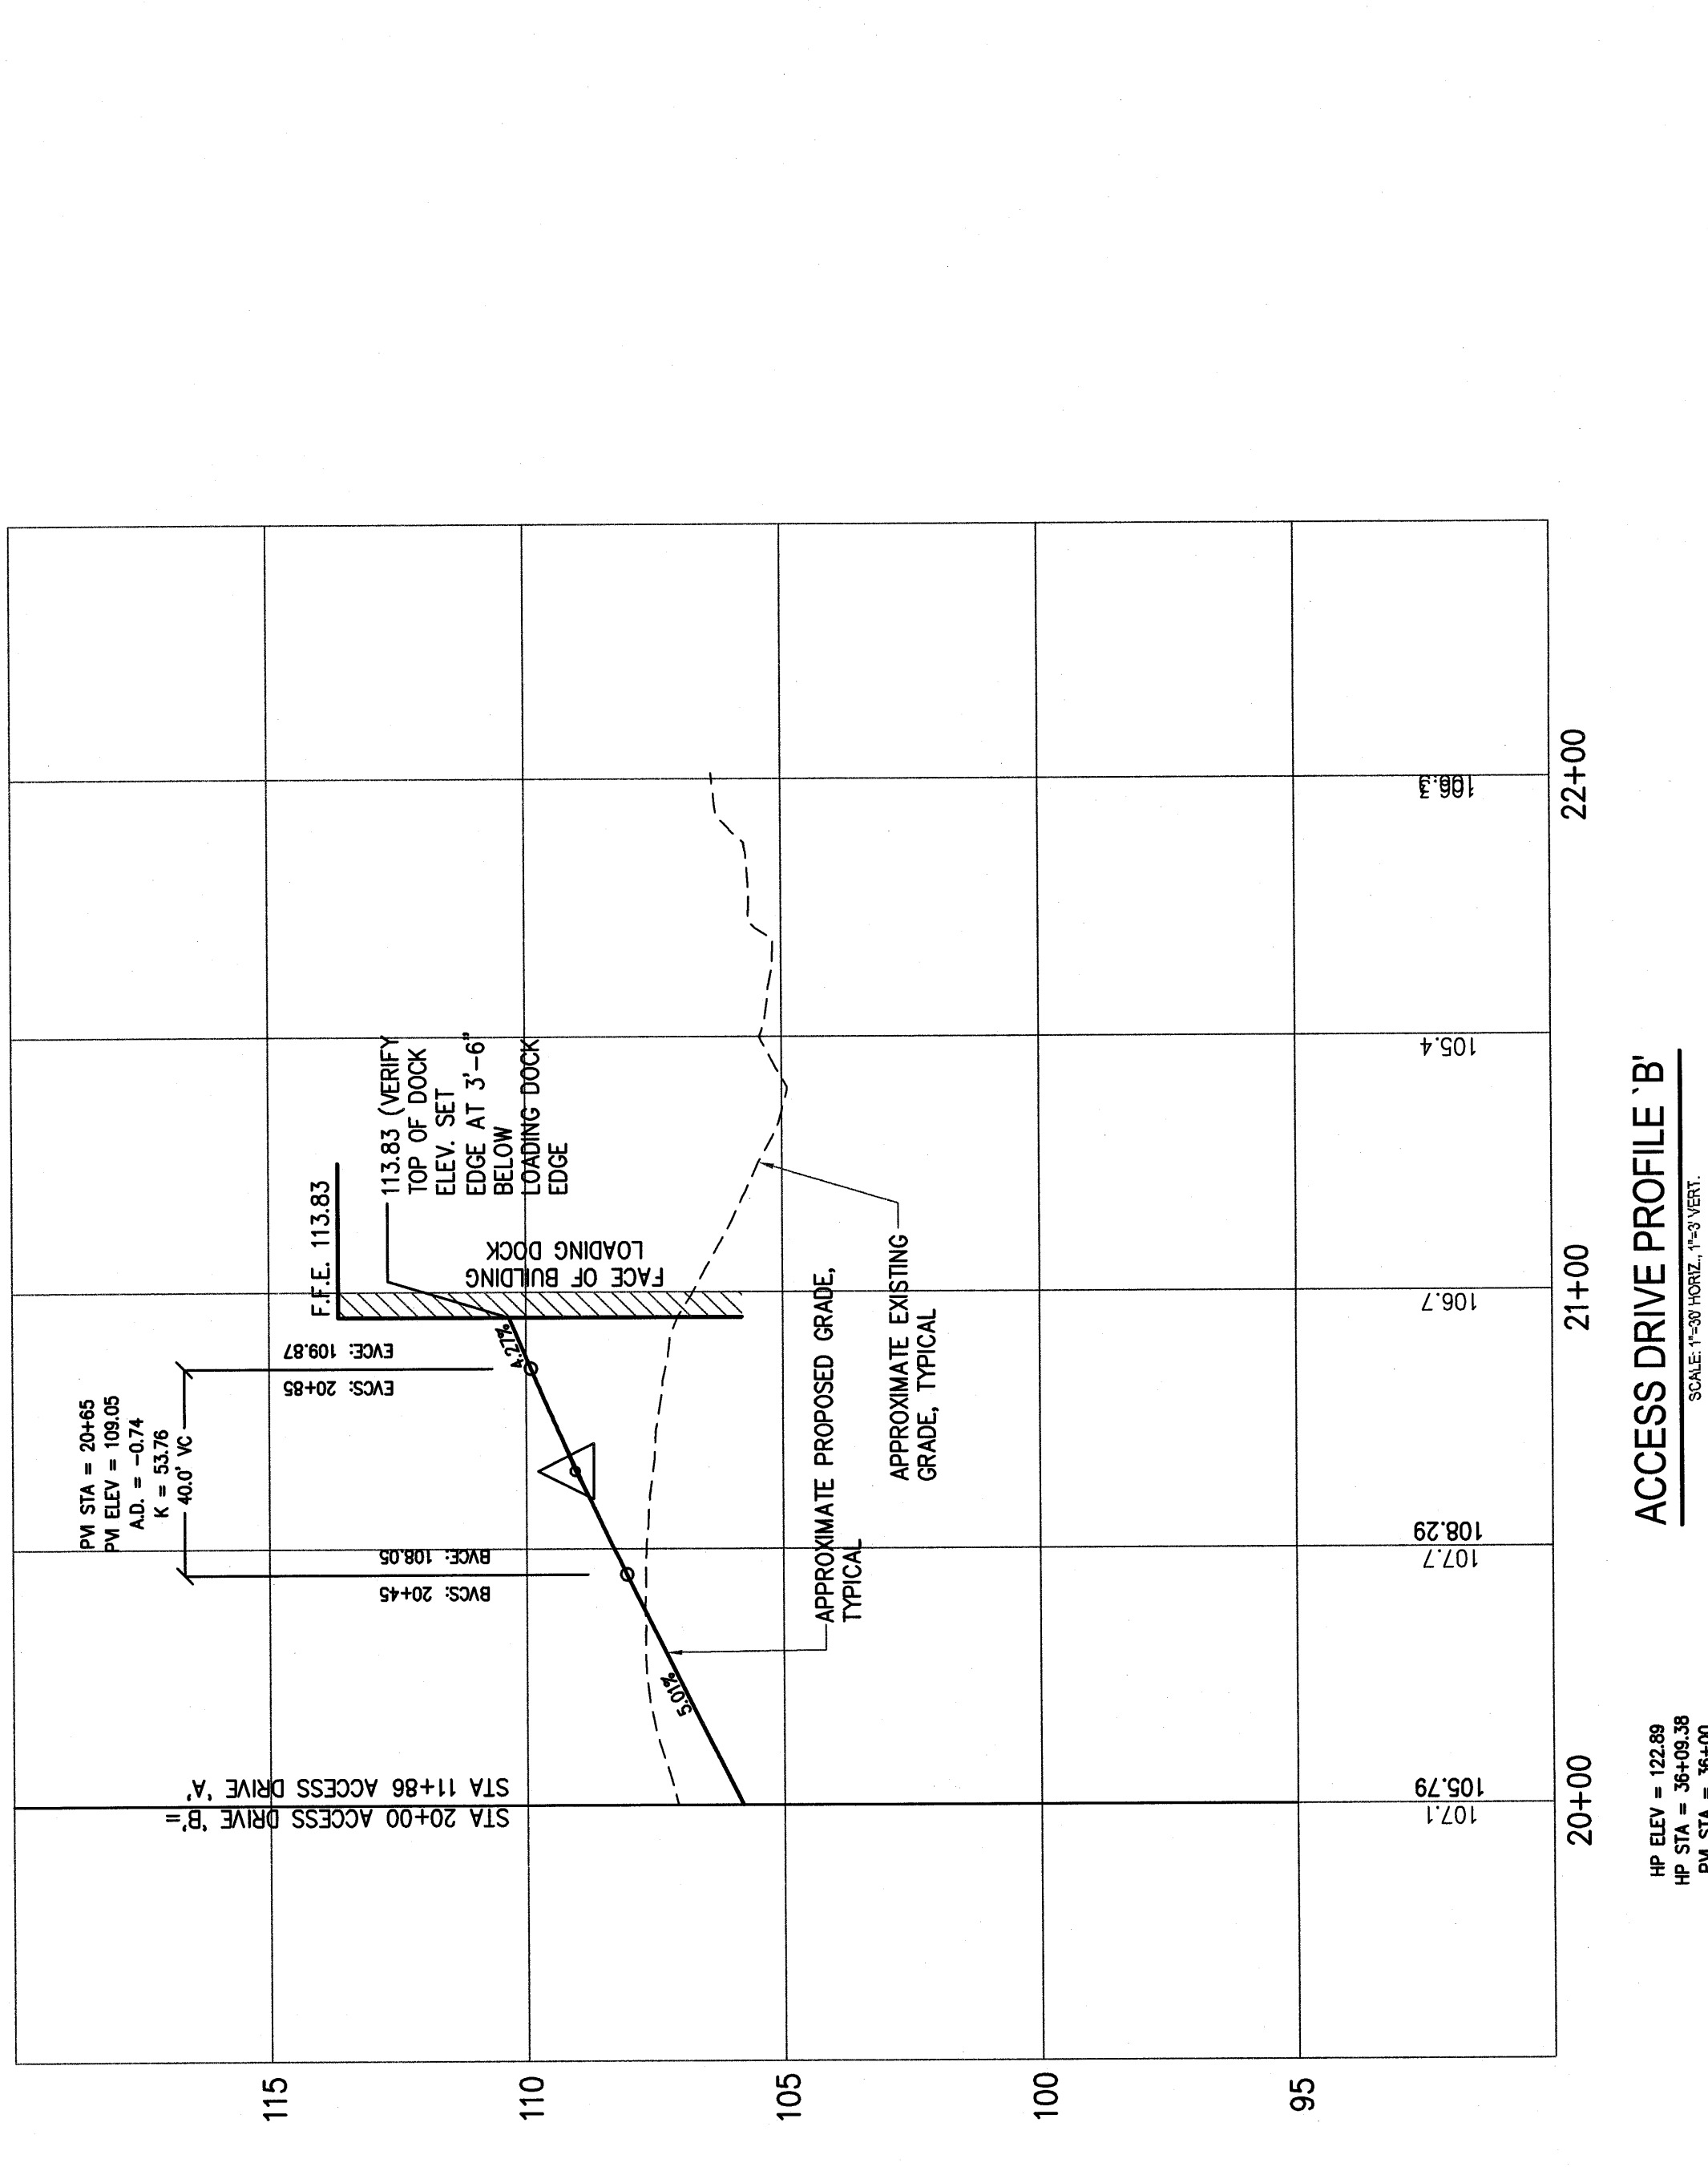 PVI STA = 20+65
PVI ELEV = 109.05
A.D. = -0.74
K = 53.76
40.0' VC
BVCS: 20+45
BVCE: 108.05
EVCS: 20+85
EVCE: 109.87
STA 20+00 ACCESS DRIVE 'B'=
STA 11+86 ACCESS DRIVE 'A'
F.F.E. 113.83
113.83 (VERIFY
TOP OF DOCK
ELEV. SET
EDGE AT 3'-6"
BELOW
LOADING DOCK
EDGE
FACE OF BUILDING
LOADING DOCK
5.01%
4.27%
APPROXIMATE PROPOSED GRADE,
TYPICAL
APPROXIMATE EXISTING
GRADE, TYPICAL
115
110
105
100
95
107.1
105.79
107.7
108.29
106.7
105.4
20+00
21+00
22+00
ACCESS DRIVE PROFILE `B'
SCALE: 1"=30' HORIZ., 1"=3' VERT.
HP ELEV = 122.89
HP STA = 36+09.38
PVI STA = 36+00